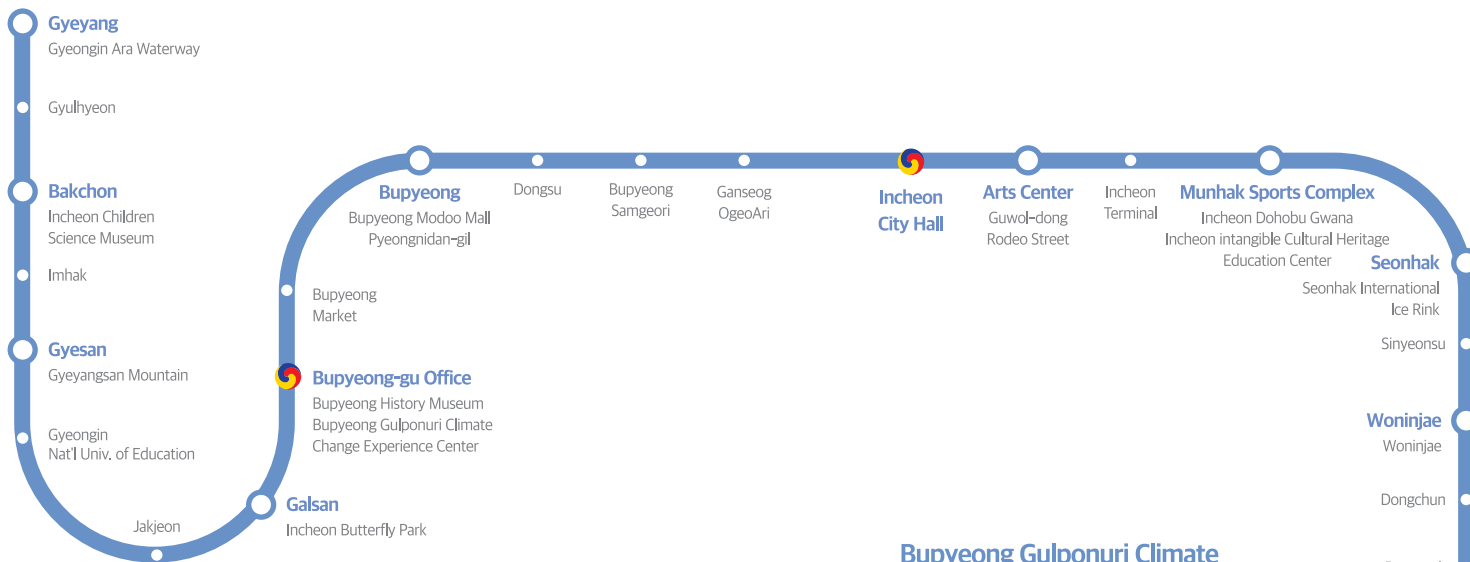 Gyeyang
Gyeongin Ara Waterway
Gyulhyeon
Bakchon
Incheon Children
Science Museum
Imhak
Gyesan
Gyeyangsan Mountain
Gyeongin
Nat'l Univ. of Education
Jakjeon
Galsan
Incheon Butterfly Park
Bupyeong-gu Office
Bupyeong History Museum
Bupyeong Gulponuri Climate
Change Experience Center
Bupyeong
Market
Bupyeong
Bupyeong Modoo Mall
Pyeongnidan-gil
Dongsu
Bupyeong
Samgeori
Ganseog
OgeoAri
Incheon
City Hall
Arts Center
Guwol-dong
Rodeo Street
Incheon
Terminal
Munhak Sports Complex
Incheon Dohobu Gwana
Incheon intangible Cultural Heritage
Education Center
Seonhak
Seonhak International
Ice Rink
Sinyeonsu
Woninjae
Woninjae
Dongchun
Bupyeong Gulponuri Climate